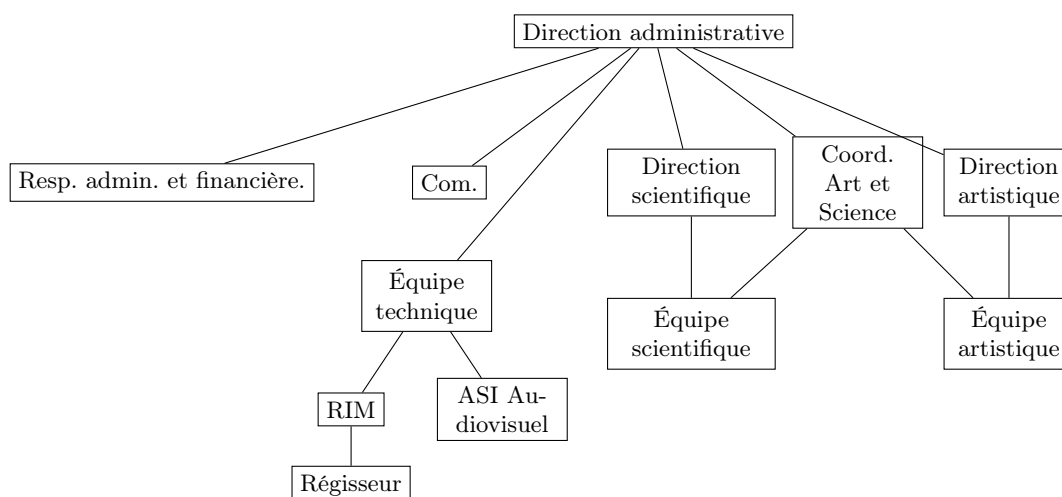 Direction administrative
Resp. admin. et financière.
Com.
Direction
scientifique
Coord.
Art et
Science
Direction
artistique
Équipe
technique
Équipe
scientifique
Équipe
artistique
RIM
ASI Au-
diovisuel
Régisseur